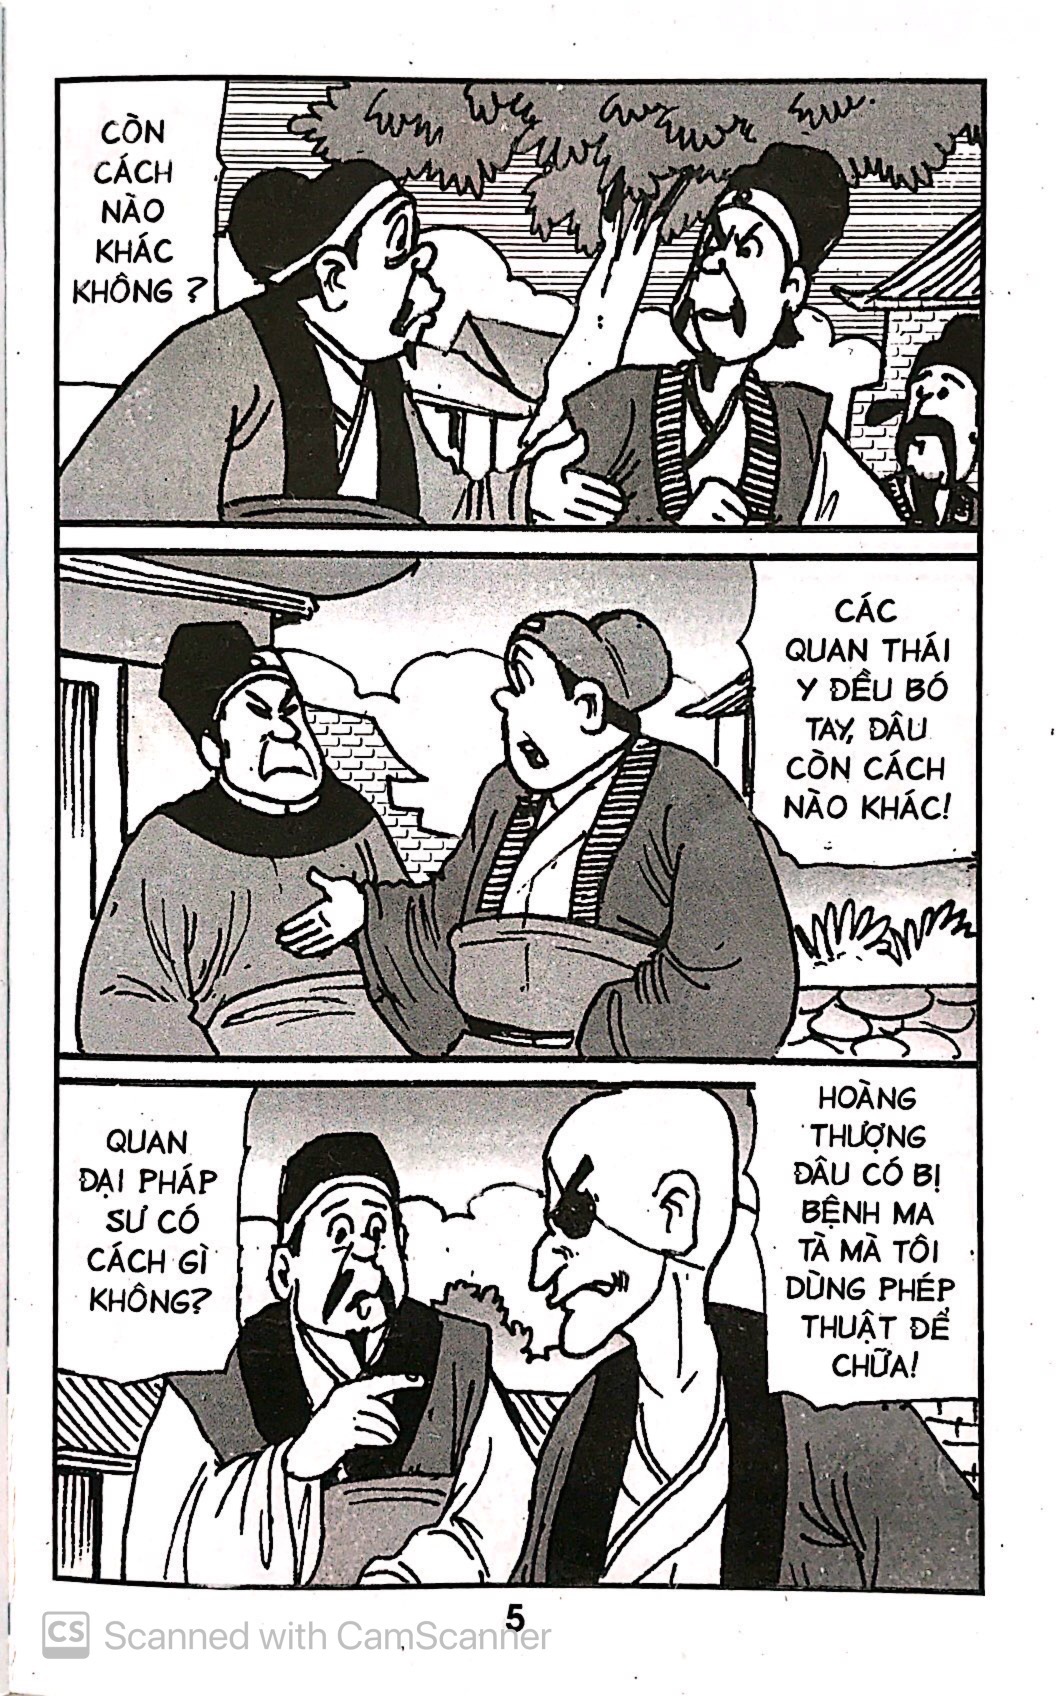 CÒN
CÁCH
NÀO
KHÁC
KHÔNG ?
CÁC
QUAN THÁI
Y ĐỀU BÓ
TAY, ĐÂU
CÒN CÁCH
NÀO KHÁC!
QUAN
ĐẠI PHÁP
SƯ CÓ
CÁCH GÌ
KHÔNG?
HOÀNG
THƯỢNG
ĐÂU CÓ BỊ
BỆNH MA
TÀ MÀ TÔI
DÙNG PHÉP
THUẬT ĐỂ
CHỮA!
5
CS Scanned with CamScanner